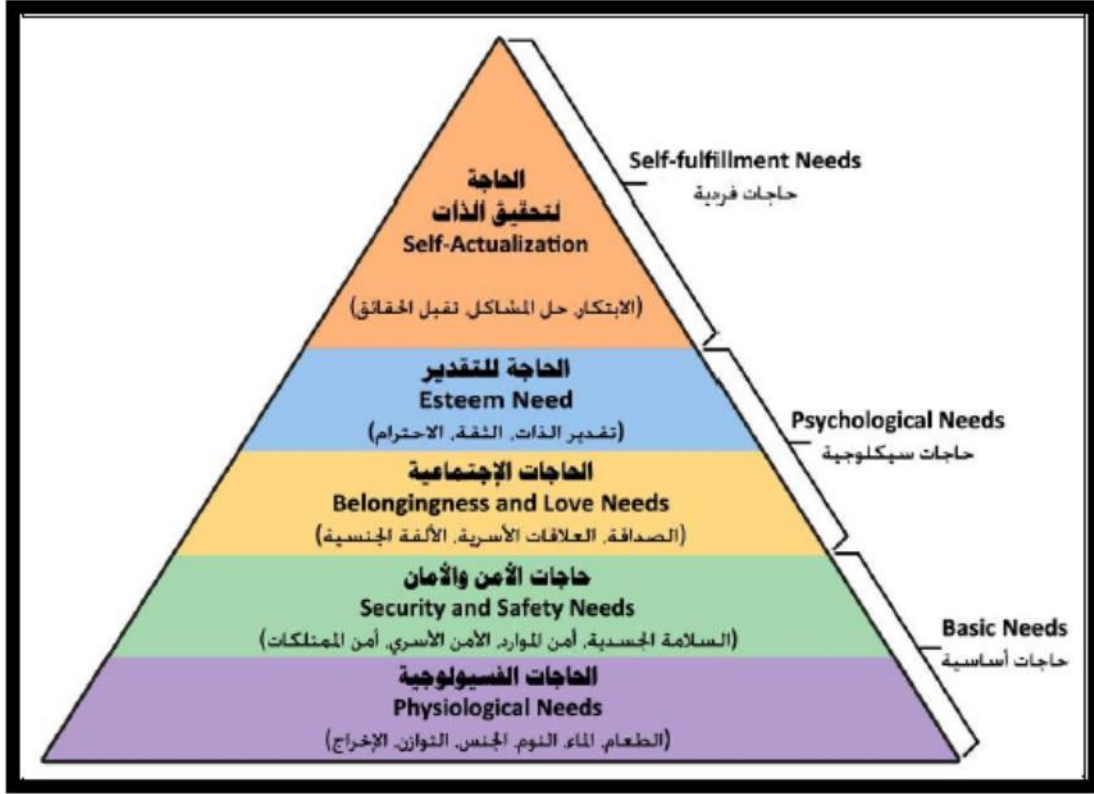 الحاجة
لتحقيق الذات
Self-Actualization
(الابتكار, حل المشاكل, تقبل الحقائق)
الحاجة للتقدير
Esteem Need
(تقدير الذات, الثقة, الاحترام)
الحاجات الإجتماعية
Belongingness and Love Needs
(الصداقة, العلاقات الأسرية, الألفة الجنسية)
حاجات الأمن والأمان
Security and Safety Needs
(السلامة الجسدية, أمن الموارد, الأمن الأسري, أمن الممتلكات)
الحاجات الفسيولوجية
Physiological Needs
(الطعام, الماء, النوم, الجنس, التوازن, الإخراج)
Self-fulfillment Needs
حاجات فردية
Psychological Needs
حاجات سيكلوجية
Basic Needs
حاجات أساسية